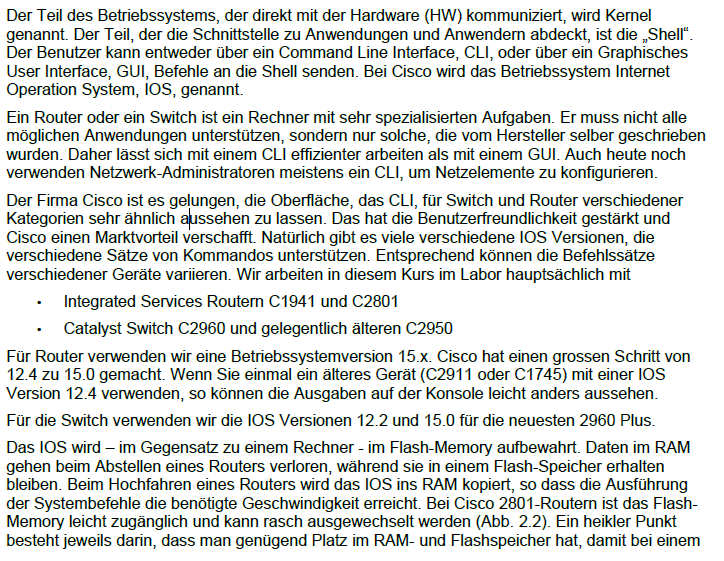 Der Teil des Betriebssystems, der direkt mit der Hardware (HW) kommuniziert, wird Kernel
genannt. Der Teil, der die Schnittstelle zu Anwendungen und Anwendern abdeckt, ist die „Shell“.
Der Benutzer kann entweder über ein Command Line Interface, CLI, oder über ein Graphisches
User Interface, GUI, Befehle an die Shell senden. Bei Cisco wird das Betriebssystem Internet
Operation System, IOS, genannt.
Ein Router oder ein Switch ist ein Rechner mit sehr spezialisierten Aufgaben. Er muss nicht alle
möglichen Anwendungen unterstützen, sondern nur solche, die vom Hersteller selber geschrieben
wurden. Daher lässt sich mit einem CLI effizienter arbeiten als mit einem GUI. Auch heute noch
verwenden Netzwerk-Administratoren meistens ein CLI, um Netzelemente zu konfigurieren.
Der Firma Cisco ist es gelungen, die Oberfläche, das CLI, für Switch und Router verschiedener
Kategorien sehr ähnlich aussehen zu lassen. Das hat die Benutzerfreundlichkeit gestärkt und
Cisco einen Marktvorteil verschafft. Natürlich gibt es viele verschiedene IOS Versionen, die
verschiedene Sätze von Kommandos unterstützen. Entsprechend können die Befehlssätze
verschiedener Geräte variieren. Wir arbeiten in diesem Kurs im Labor hauptsächlich mit
• Integrated Services Routern C1941 und C2801
• Catalyst Switch C2960 und gelegentlich älteren C2950
Für Router verwenden wir eine Betriebssystemversion 15.x. Cisco hat einen grossen Schritt von
12.4 zu 15.0 gemacht. Wenn Sie einmal ein älteres Gerät (C2911 oder C1745) mit einer IOS
Version 12.4 verwenden, so können die Ausgaben auf der Konsole leicht anders aussehen.
Für die Switch verwenden wir die IOS Versionen 12.2 und 15.0 für die neuesten 2960 Plus.
Das IOS wird – im Gegensatz zu einem Rechner - im Flash-Memory aufbewahrt. Daten im RAM
gehen beim Abstellen eines Routers verloren, während sie in einem Flash-Speicher erhalten
bleiben. Beim Hochfahren eines Routers wird das IOS ins RAM kopiert, so dass die Ausführung
der Systembefehle die benötigte Geschwindigkeit erreicht. Bei Cisco 2801-Routern ist das Flash-
Memory leicht zugänglich und kann rasch ausgewechselt werden (Abb. 2.2). Ein heikler Punkt
besteht jeweils darin, dass man genügend Platz im RAM- und Flashspeicher hat, damit bei einem